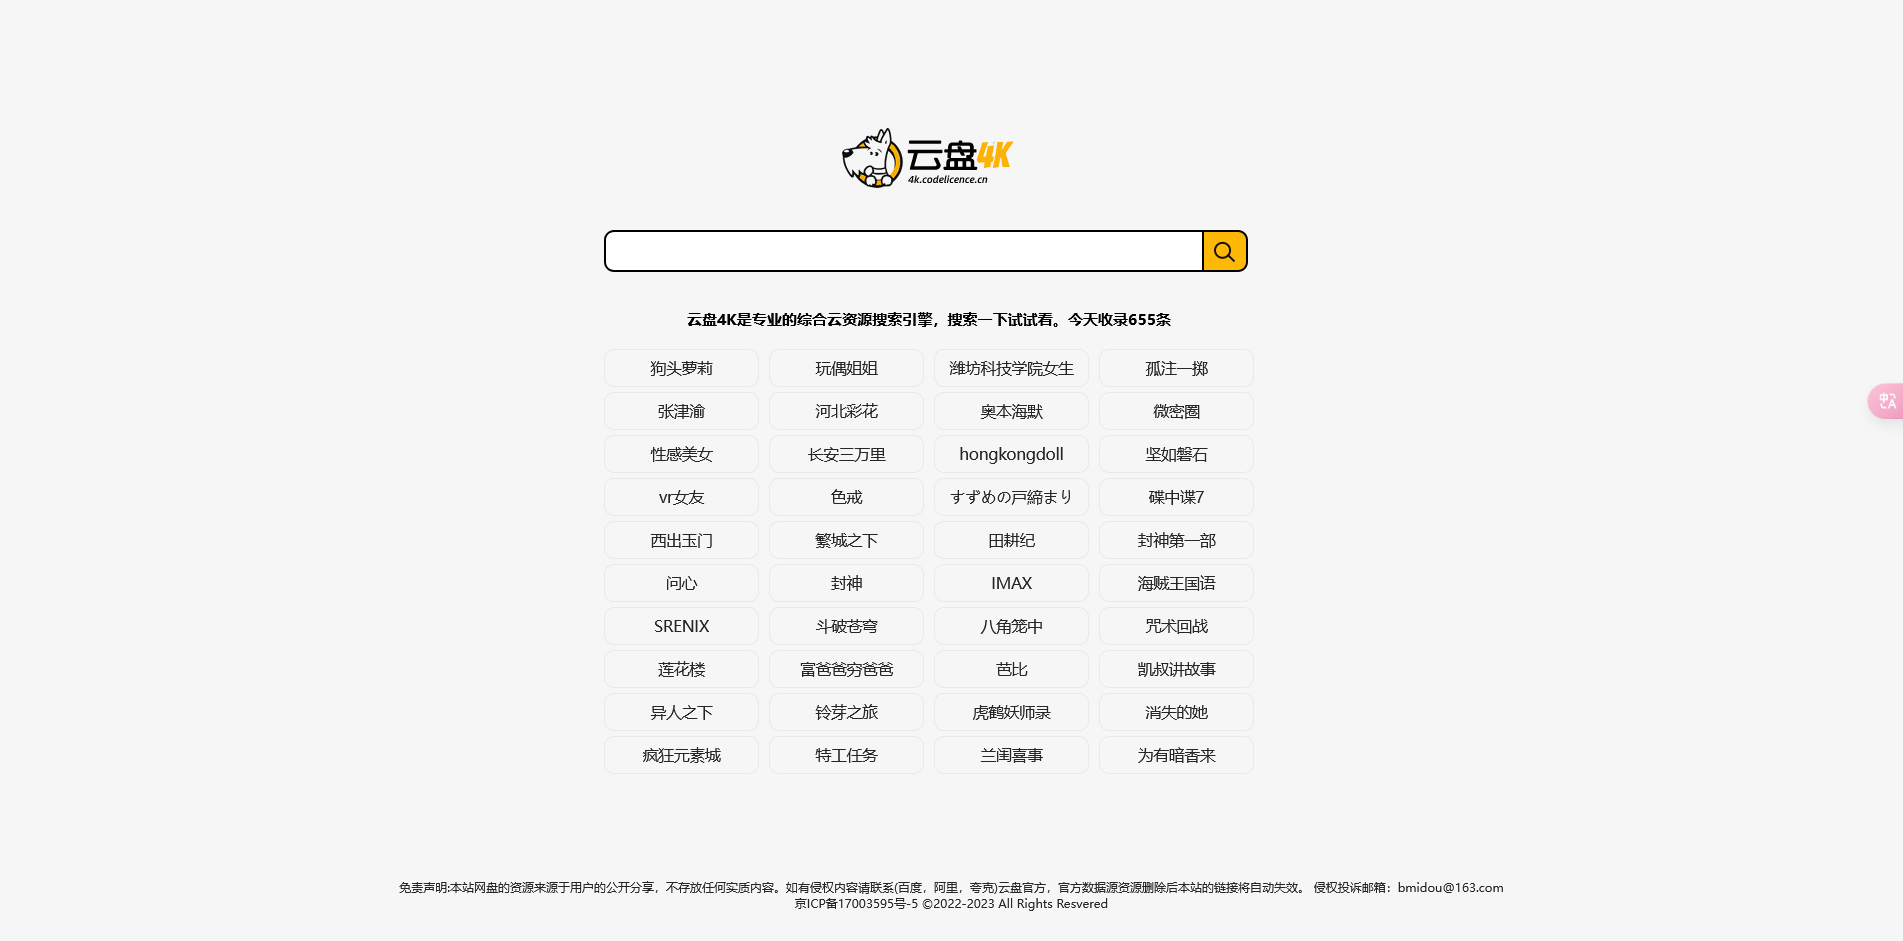 云盘4K
4k.codelicence.cn
云盘4K是专业的综合云资源搜索引擎，搜索一下试试看。今天收录655条
狗头萝莉 玩偶姐姐 潍坊科技学院女生 孤注一掷
张津渝 河北彩花 奥本海默 微密圈
性感美女 长安三万里 hongkongdoll 坚如磐石
vr女友 色戒 すずめの戸締まり 碟中谍7
西出玉门 繁城之下 田耕纪 封神第一部
问心 封神 IMAX 海贼王国语
SRENIX 斗破苍穹 八角笼中 咒术回战
莲花楼 富爸爸穷爸爸 芭比 凯叔讲故事
异人之下 铃芽之旅 虎鹤妖师录 消失的她
疯狂元素城 特工任务 兰闺喜事 为有暗香来
免责声明:本站网盘的资源来源于用户的公开分享，不存放任何实质内容。如有侵权内容请联系(百度，阿里，夸克)云盘官方，官方数据源资源删除后本站的链接将自动失效。 侵权投诉邮箱：bmidou@163.com
京ICP备17003595号-5 ©2022-2023 All Rights Resvered